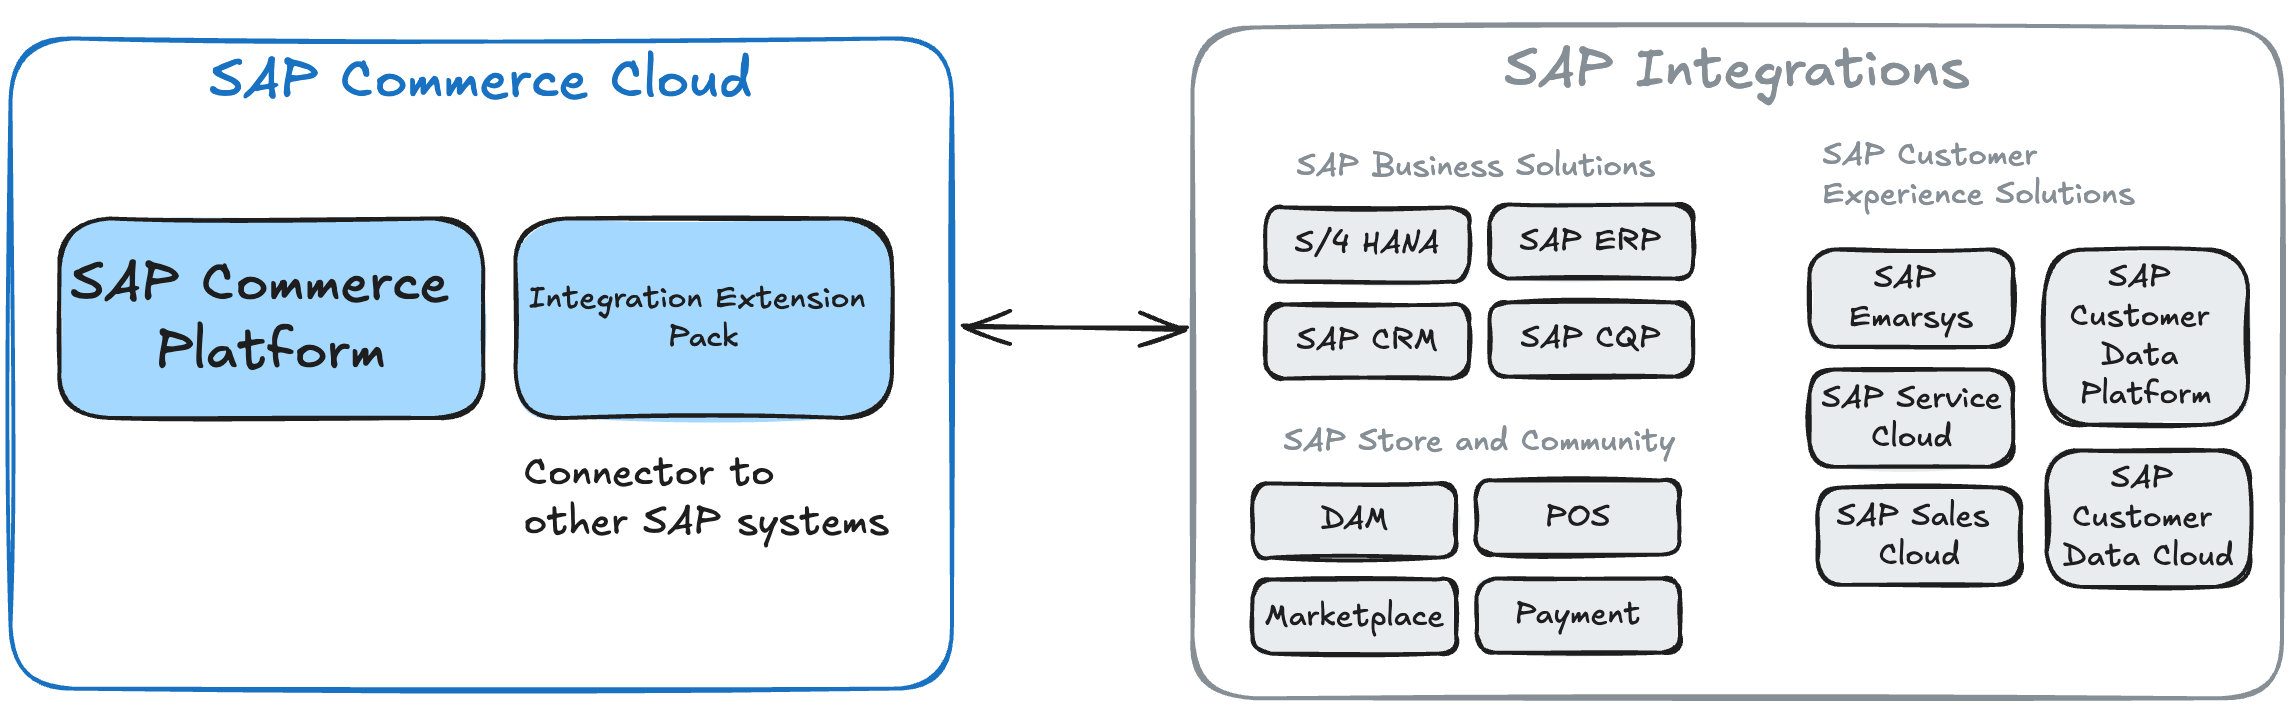 SAP Commerce Cloud
SAP Commerce
Platform
Integration Extension
Pack
Connector to
other SAP systems
SAP Integrations
SAP Business Solutions
S/4 HANA
SAP ERP
SAP CRM
SAP CQP
SAP Store and Community
DAM
POS
Marketplace
Payment
SAP Customer
Experience Solutions
SAP
Emarsys
SAP Service
Cloud
SAP Sales
Cloud
SAP
Customer
Data
Platform
SAP
Customer
Data Cloud